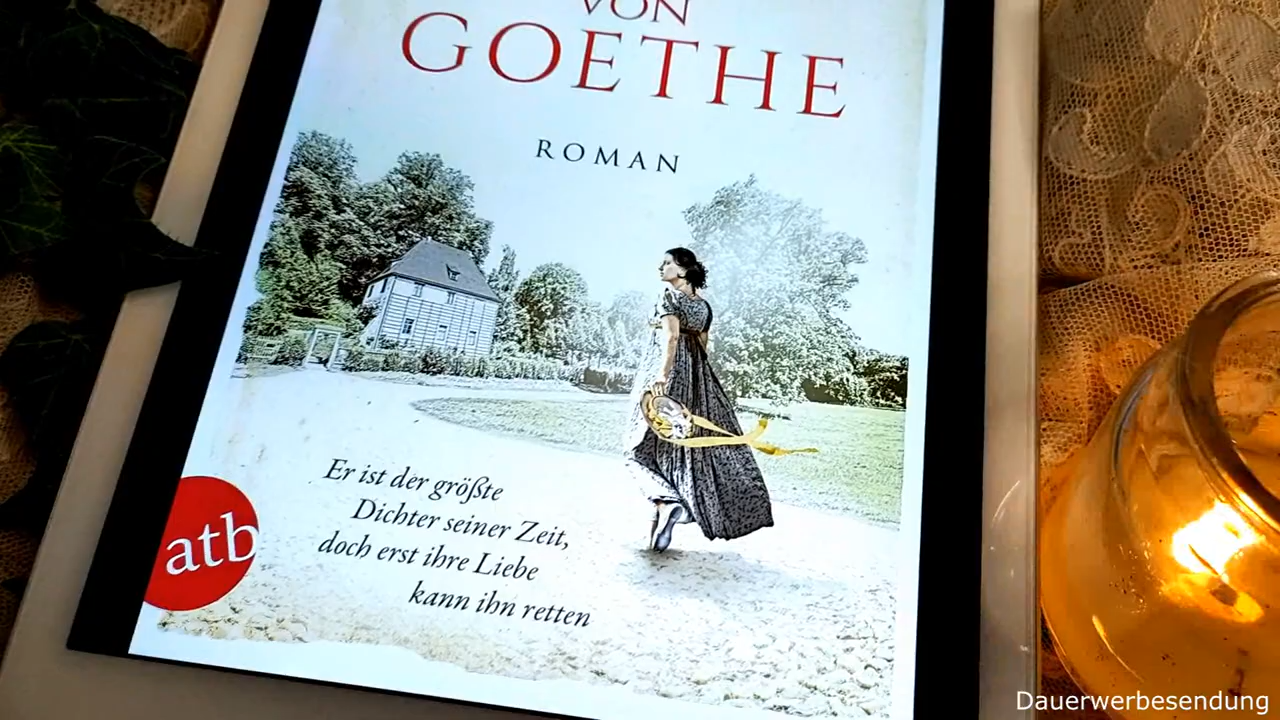 VON
GOETHE
ROMAN
Er ist der größte
Dichter seiner Zeit,
doch erst ihre Liebe
kann ihn retten
atb
Dauerwerbesendung